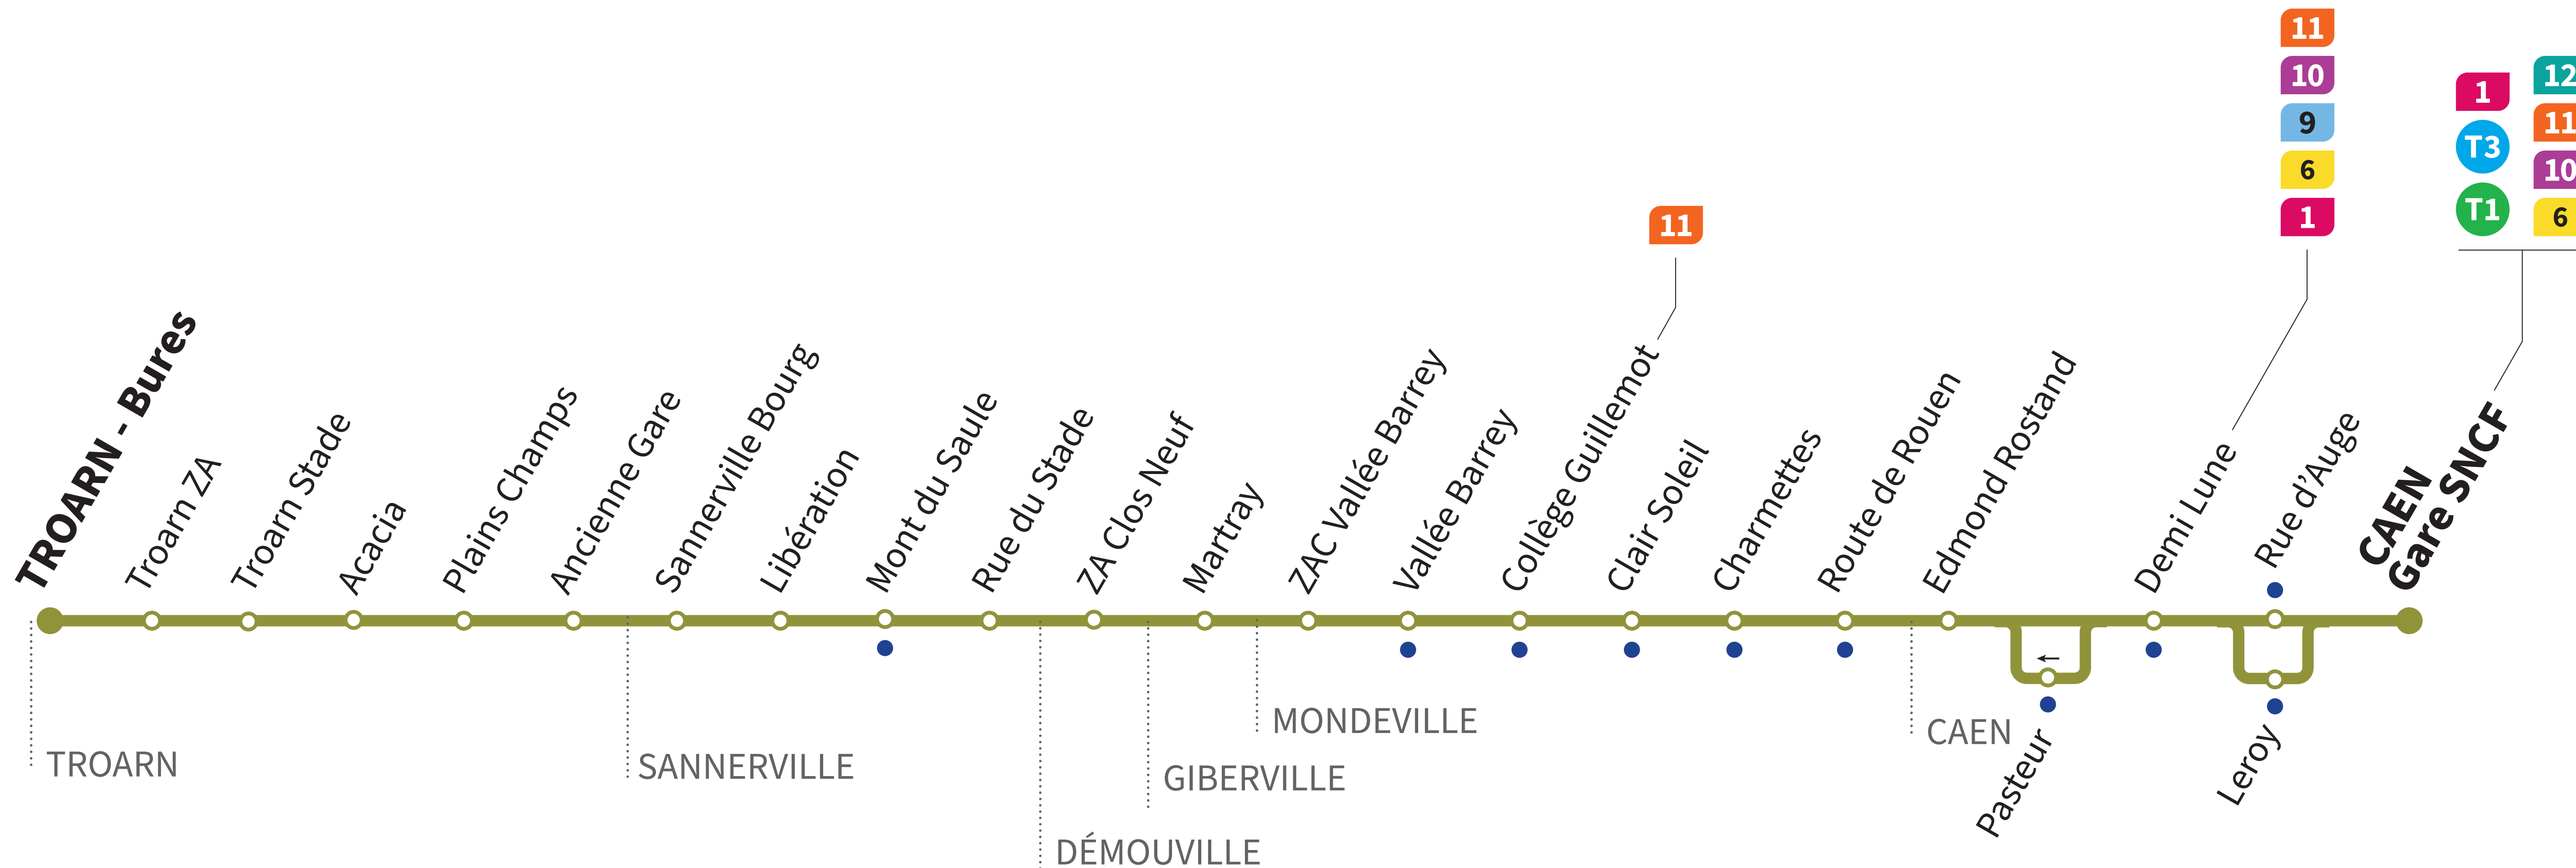 11
10
9
6
1
1
T3
T1
12
11
10
6
11
TROARN - Bures
Troarn ZA
Troarn Stade
Acacia
Plains Champs
Ancienne Gare
Sannerville Bourg
Libération
Mont du Saule
Rue du Stade
ZA Clos Neuf
Martray
ZAC Vallée Barrey
Vallée Barrey
Collège Guillemot
Clair Soleil
Charmettes
Route de Rouen
Edmond Rostand
Pasteur
Demi Lune
Rue d'Auge
Leroy
CAEN
Gare SNCF
TROARN
SANNERVILLE
DÉMOUVILLE
GIBERVILLE
MONDEVILLE
CAEN